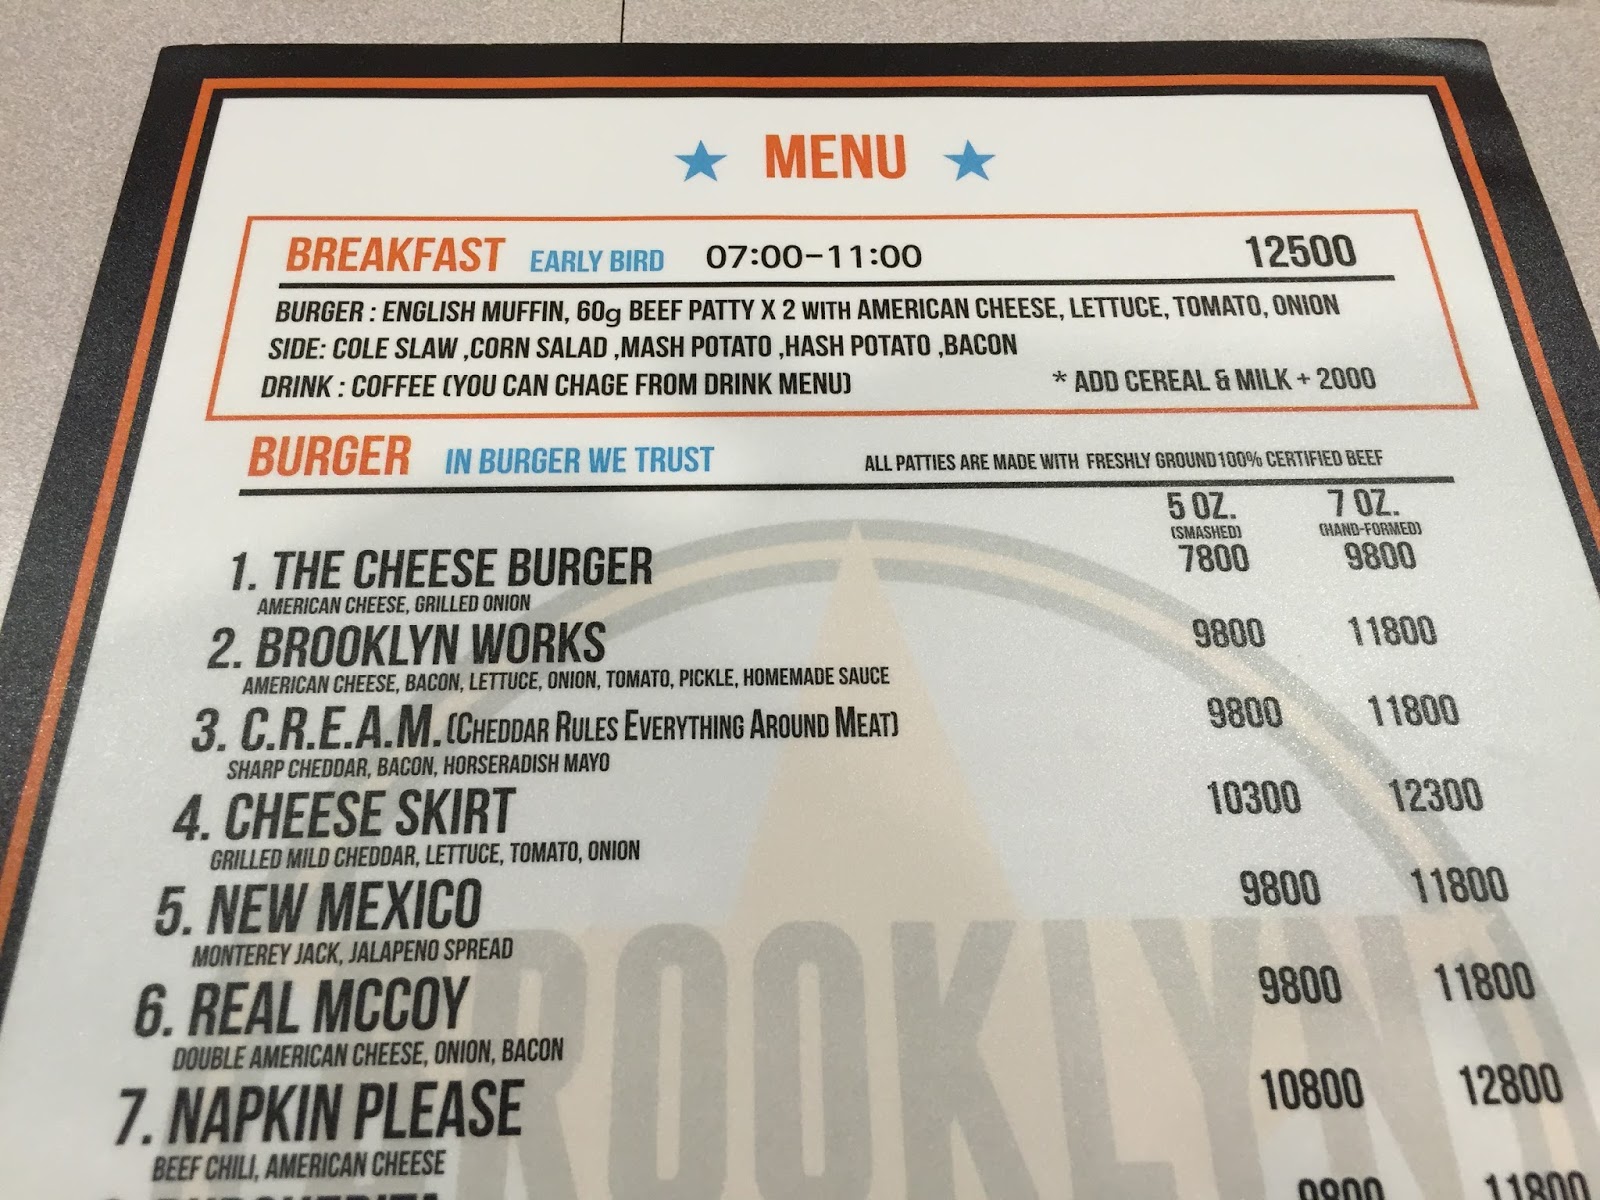 MENU
BREAKFAST EARLY BIRD 07:00-11:00 12500
BURGER : ENGLISH MUFFIN, 60g BEEF PATTY X 2 WITH AMERICAN CHEESE, LETTUCE, TOMATO, ONION
SIDE: COLE SLAW ,CORN SALAD ,MASH POTATO ,HASH POTATO ,BACON
DRINK : COFFEE (YOU CAN CHAGE FROM DRINK MENU) * ADD CEREAL & MILK + 2000
BURGER IN BURGER WE TRUST ALL PATTIES ARE MADE WITH FRESHLY GROUND 100% CERTIFIED BEEF
5 OZ. 7 OZ.
(SMASHED) (HAND-FORMED)
1. THE CHEESE BURGER 7800 9800
AMERICAN CHEESE, GRILLED ONION
2. BROOKLYN WORKS 9800 11800
AMERICAN CHEESE, BACON, LETTUCE, ONION, TOMATO, PICKLE, HOMEMADE SAUCE
3. C.R.E.A.M. (CHEDDAR RULES EVERYTHING AROUND MEAT) 9800 11800
SHARP CHEDDAR, BACON, HORSERADISH MAYO
4. CHEESE SKIRT 10300 12300
GRILLED MILD CHEDDAR, LETTUCE, TOMATO, ONION
5. NEW MEXICO 9800 11800
MONTEREY JACK, JALAPENO SPREAD
6. REAL MCCOY 9800 11800
DOUBLE AMERICAN CHEESE, ONION, BACON
7. NAPKIN PLEASE 10800 12800
BEEF CHILI, AMERICAN CHEESE
9800 11800
BROOKLYN